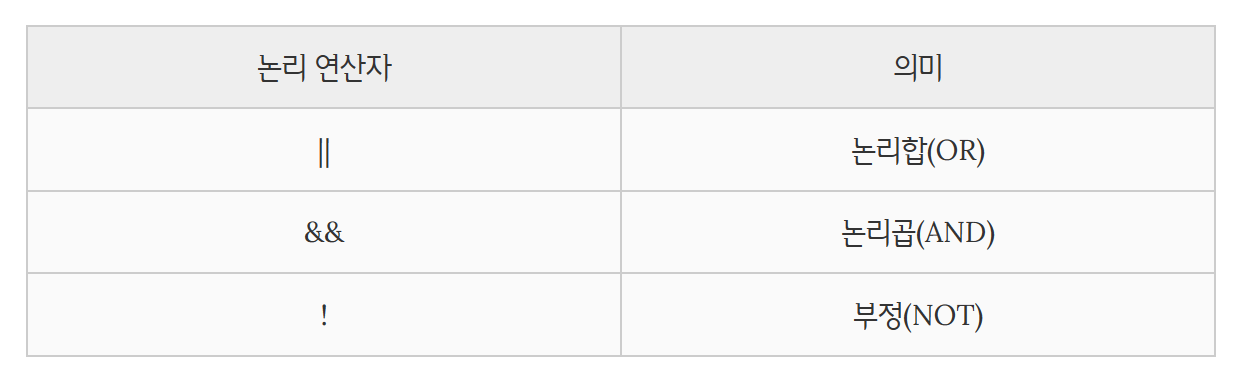 논리 연산자 의미
|| 논리합(OR)
&& 논리곱(AND)
! 부정(NOT)